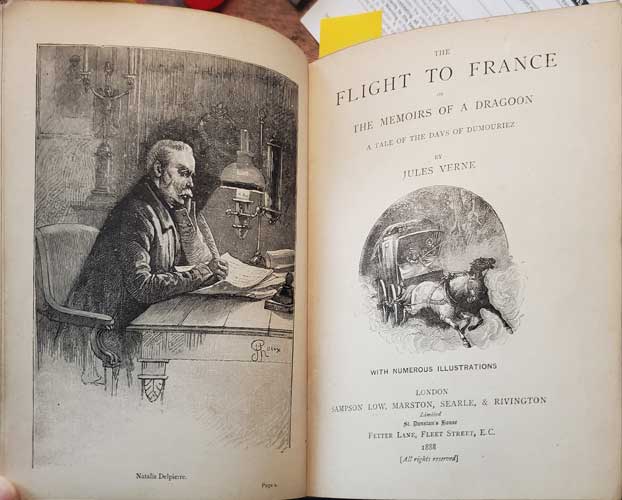 GRoux
Natalis Delpierre.
Page 2.
THE
FLIGHT TO FRANCE
OR
THE MEMOIRS OF A DRAGOON
A TALE OF THE DAYS OF DUMOURIEZ
BY
JULES VERNE
WITH NUMEROUS ILLUSTRATIONS
LONDON
SAMPSON LOW, MARSTON, SEARLE, & RIVINGTON
Limited
St. Dunstan's House
FETTER LANE, FLEET STREET, E.C.
1888
[All rights reserved]